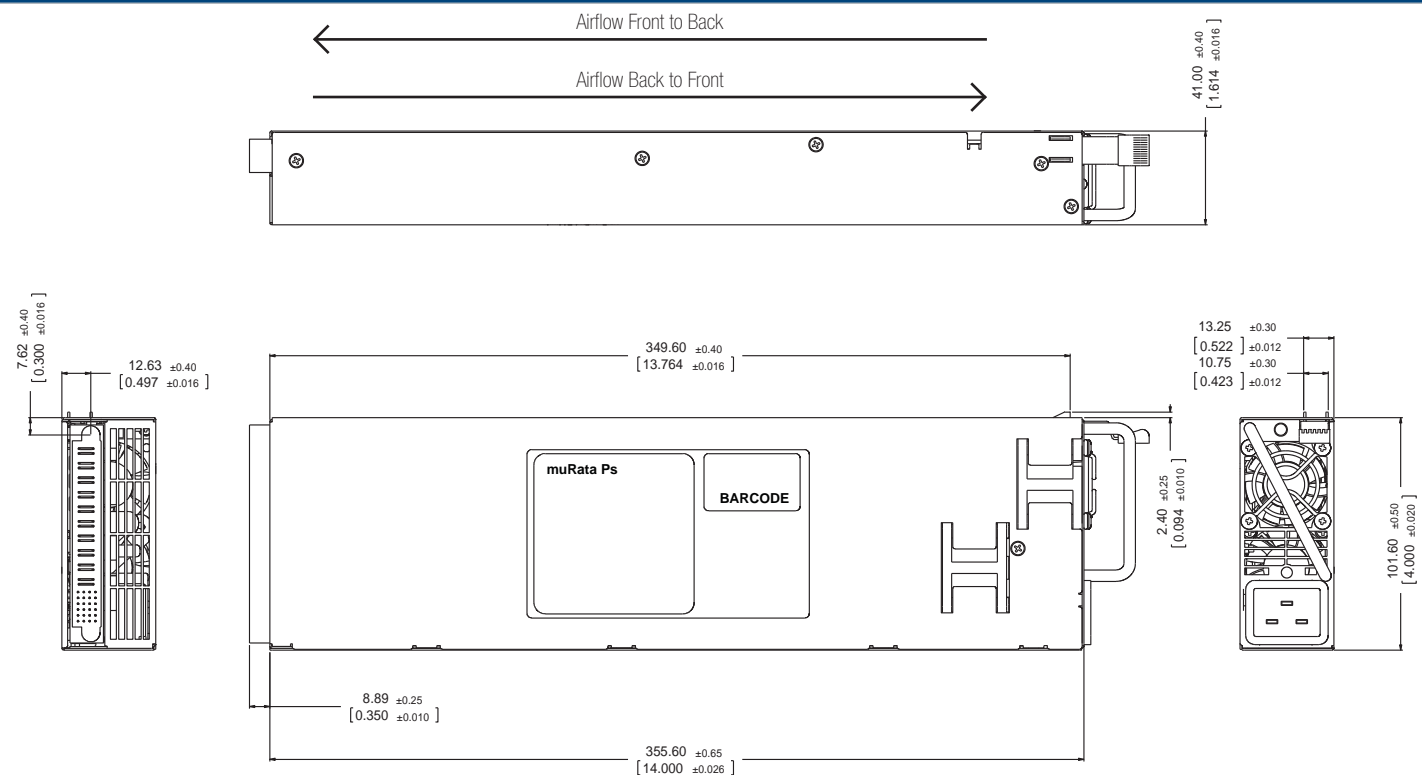 Airflow Front to Back
Airflow Back to Front
41.00 ±0.40
[ 1.614 ±0.016 ]
7.62 ±0.40
[ 0.300 ±0.016 ]
12.63 ±0.40
[ 0.497 ±0.016 ]
349.60 ±0.40
[ 13.764 ±0.016 ]
13.25 ±0.30
[ 0.522 ] ±0.012
10.75 ±0.30
[ 0.423 ] ±0.012
muRata Ps
BARCODE
2.40 ±0.25
[ 0.094 ±0.010 ]
101.60 ±0.50
[ 4.000 ±0.020 ]
8.89 ±0.25
[ 0.350 ±0.010 ]
355.60 ±0.65
[ 14.000 ±0.026 ]